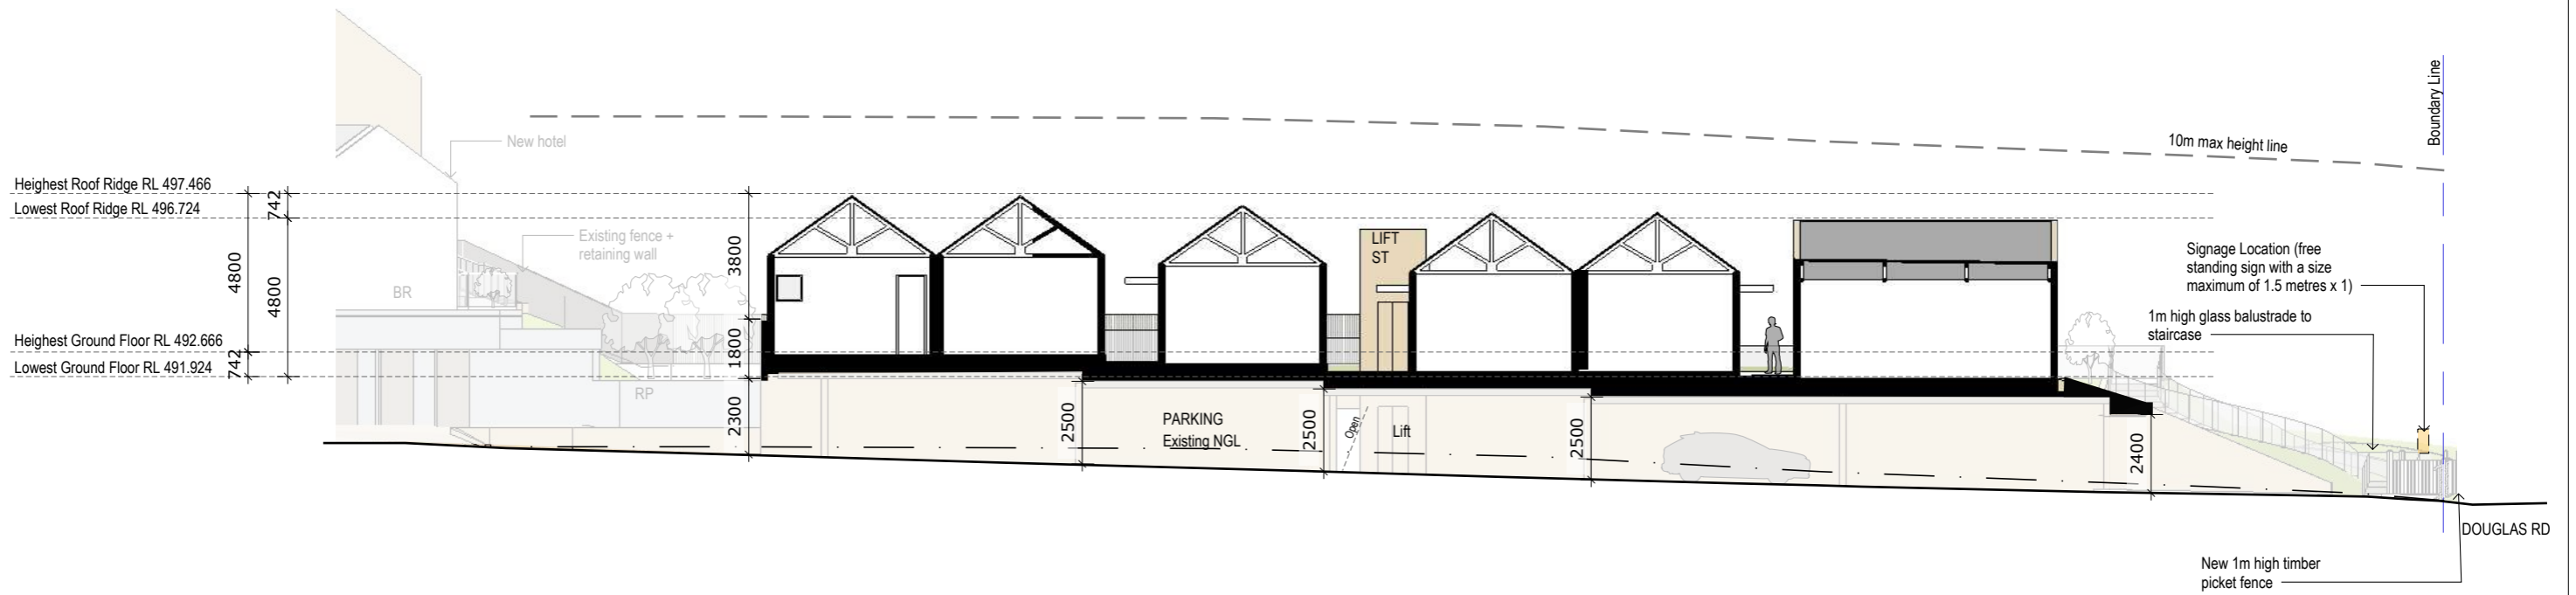 Boundary Line
10m max height line
New hotel
Heighest Roof Ridge RL 497.466
742
Lowest Roof Ridge RL 496.724
Existing fence +
retaining wall
LIFT
ST
3800
4800
4800
Signage Location (free
standing sign with a size
maximum of 1.5 metres x 1)
BR
1m high glass balustrade to
staircase
Heighest Ground Floor RL 492.666
1800
742
Lowest Ground Floor RL 491.924
RP
2300
2500
PARKING
Existing NGL
2500
Open
Lift
2500
2400
DOUGLAS RD
New 1m high timber
picket fence